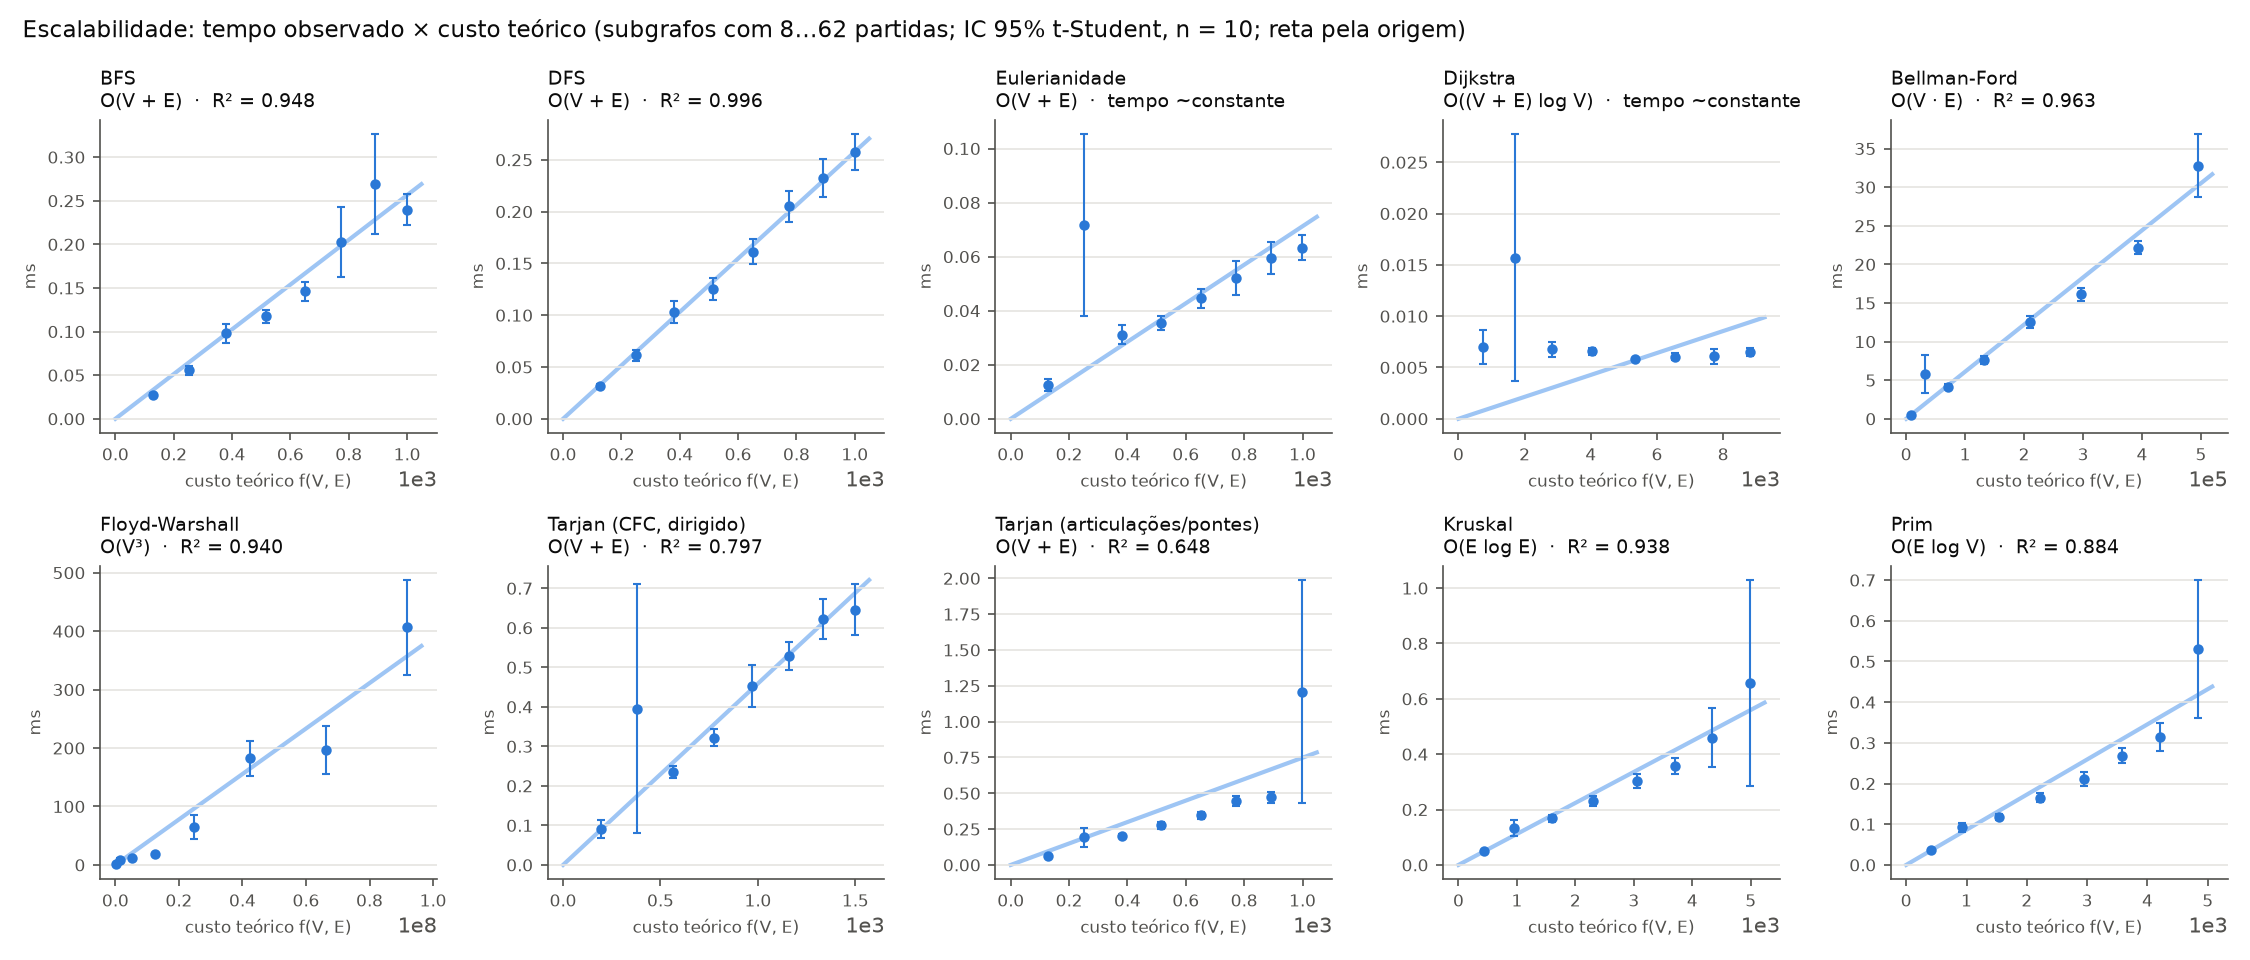 Escalabilidade: tempo observado × custo teórico (subgrafos com 8…62 partidas; IC 95% t-Student, n = 10; reta pela origem)
BFS
O(V + E) · R² = 0.948
0.30
0.25
0.20
0.15
0.10
0.05
0.00
ms
0.0 0.2 0.4 0.6 0.8 1.0
custo teórico f(V, E) 1e3
DFS
O(V + E) · R² = 0.996
0.25
0.20
0.15
0.10
0.05
0.00
ms
0.0 0.2 0.4 0.6 0.8 1.0
custo teórico f(V, E) 1e3
Eulerianidade
O(V + E) · tempo ~constante
0.10
0.08
0.06
0.04
0.02
0.00
ms
0.0 0.2 0.4 0.6 0.8 1.0
custo teórico f(V, E) 1e3
Dijkstra
O((V + E) log V) · tempo ~constante
0.025
0.020
0.015
0.010
0.005
0.000
ms
0 2 4 6 8
custo teórico f(V, E) 1e3
Bellman-Ford
O(V · E) · R² = 0.963
35
30
25
20
15
10
5
0
ms
0 1 2 3 4 5
custo teórico f(V, E) 1e5
Floyd-Warshall
O(V³) · R² = 0.940
500
400
300
200
100
0
ms
0.0 0.2 0.4 0.6 0.8 1.0
custo teórico f(V, E) 1e8
Tarjan (CFC, dirigido)
O(V + E) · R² = 0.797
0.7
0.6
0.5
0.4
0.3
0.2
0.1
0.0
ms
0.0 0.5 1.0 1.5
custo teórico f(V, E) 1e3
Tarjan (articulações/pontes)
O(V + E) · R² = 0.648
2.00
1.75
1.50
1.25
1.00
0.75
0.50
0.25
0.00
ms
0.0 0.2 0.4 0.6 0.8 1.0
custo teórico f(V, E) 1e3
Kruskal
O(E log E) · R² = 0.938
1.0
0.8
0.6
0.4
0.2
0.0
ms
0 1 2 3 4 5
custo teórico f(V, E) 1e3
Prim
O(E log V) · R² = 0.884
0.7
0.6
0.5
0.4
0.3
0.2
0.1
0.0
ms
0 1 2 3 4 5
custo teórico f(V, E) 1e3